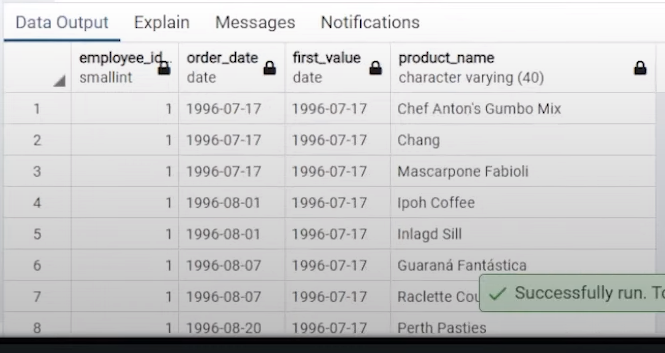 Data Output Explain Messages Notifications
employee_id order_date first_value product_name
smallint date date character varying (40)
1 1 1996-07-17 1996-07-17 Chef Anton's Gumbo Mix
2 1 1996-07-17 1996-07-17 Chang
3 1 1996-07-17 1996-07-17 Mascarpone Fabioli
4 1 1996-08-01 1996-07-17 Ipoh Coffee
5 1 1996-08-01 1996-07-17 Inlagd Sill
6 1 1996-08-07 1996-07-17 Guaraná Fantástica
7 1 1996-08-07 1996-07-17 Raclette
Successfully run.
8 1 1996-08-20 1996-07-17 Perth Pasties